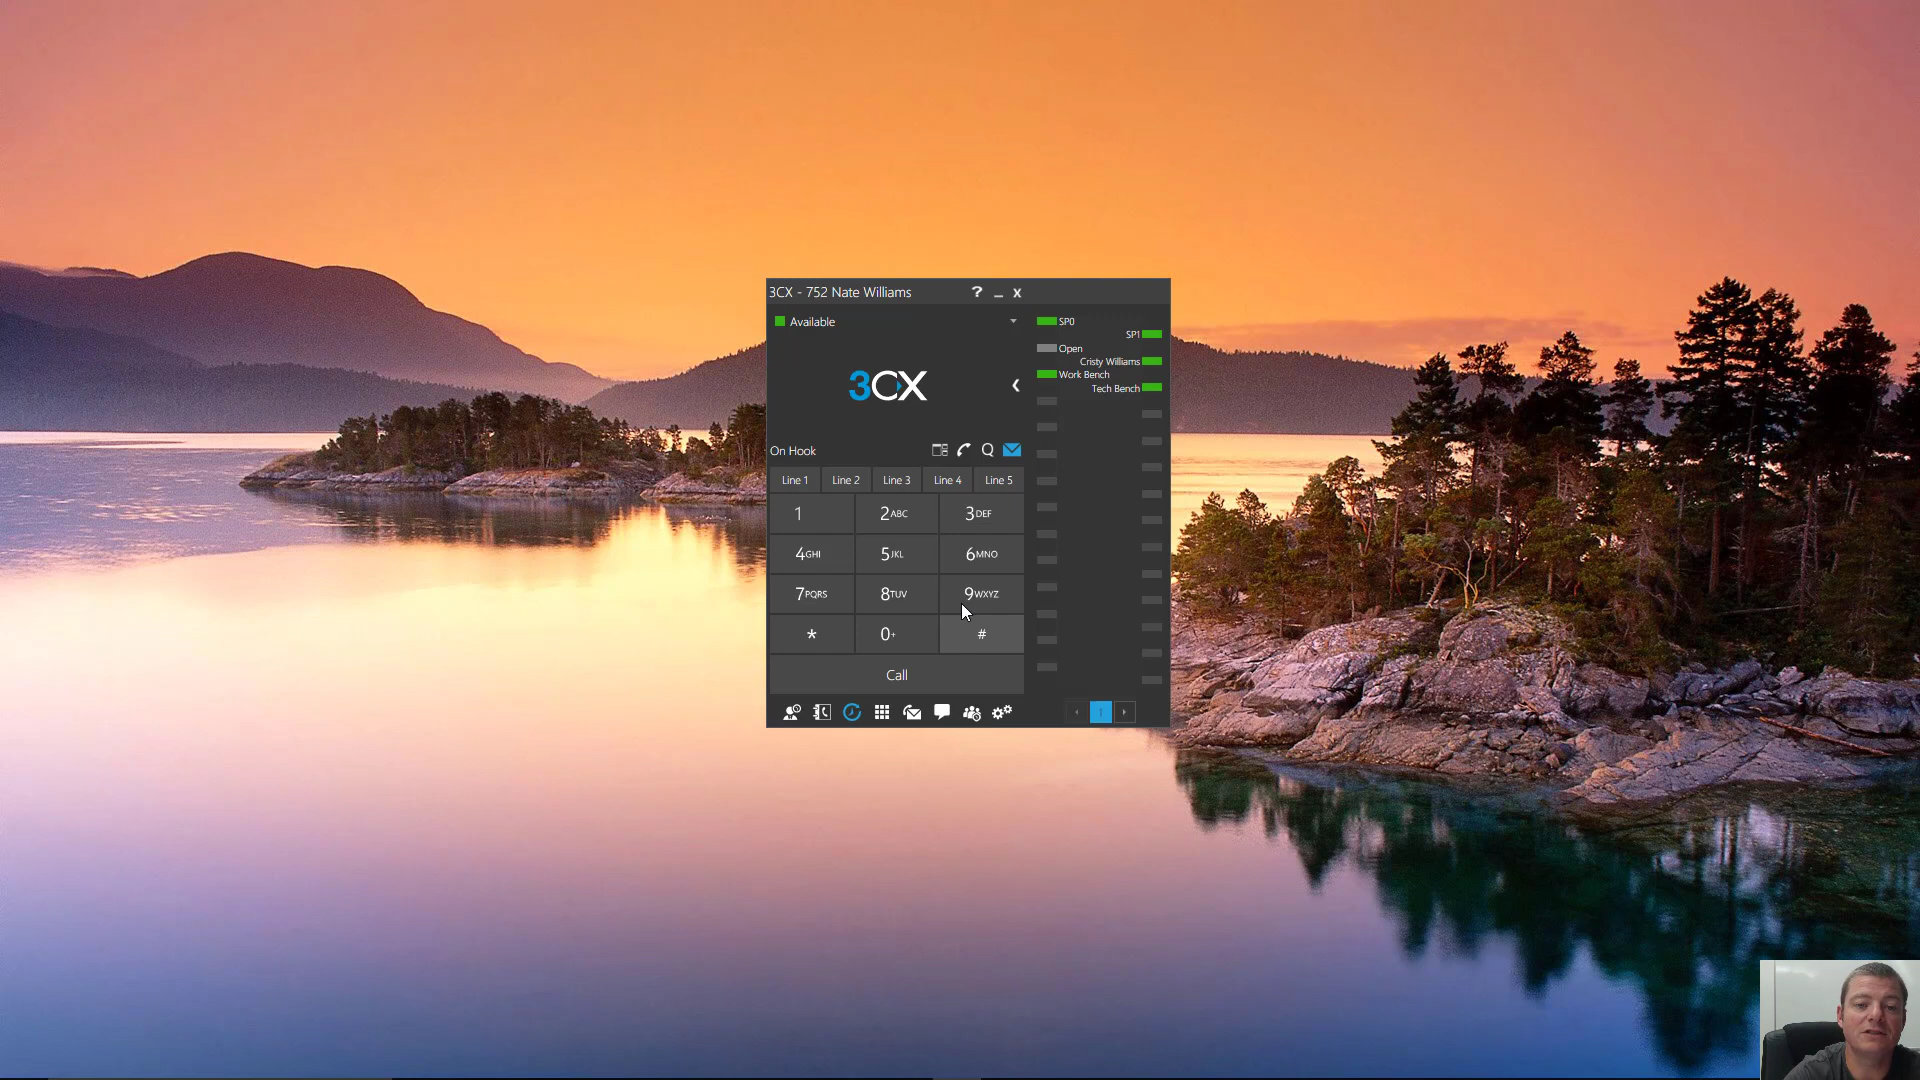 3CX - 752 Nate Williams ? _ x
Available
SP0
SP1
Open
Cristy Williams
Work Bench
Tech Bench
3CX
On Hook
Line 1 Line 2 Line 3 Line 4 Line 5
1 2ABC 3DEF
4GHI 5JKL 6MNO
7PQRS 8TUV 9WXYZ
* 0+ #
Call
1